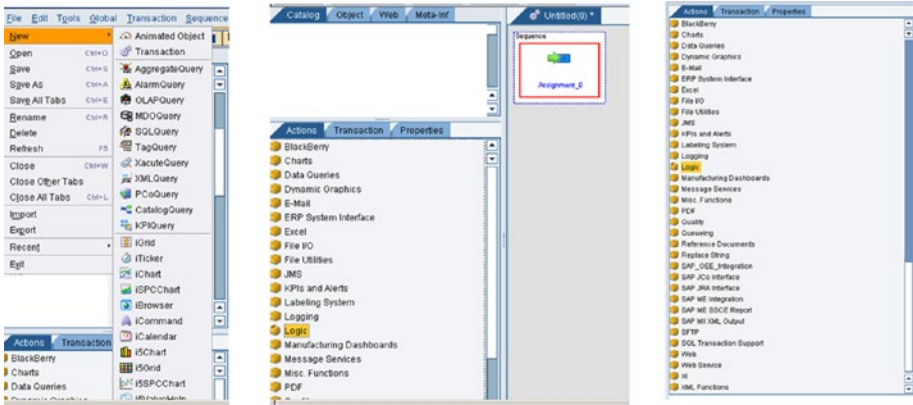 File Edit Tools Global Transaction Sequence
New
Open Ctrl+O
Save Ctrl+S
Save As Ctrl+A
Save All Tabs Ctrl+E
Rename Ctrl+R
Delete
Refresh F5
Close Ctrl+W
Close Other Tabs
Close All Tabs Ctrl+L
Import
Export
Recent
Exit
Animated Object
Transaction
AggregateQuery
AlarmQuery
OLAPQuery
MDOQuery
SQLQuery
TagQuery
XacuteQuery
XMLQuery
PCoQuery
CatalogQuery
KPIQuery
iGrid
iTicker
iChart
iSPCChart
iBrowser
iCommand
iCalendar
i5Chart
i5Grid
i5SPCChart
i5ValueHelp
Actions Transaction
BlackBerry
Charts
Data Queries
Dynamic Graphics
Catalog Object Web Meta-Inf
Actions Transaction Properties
BlackBerry
Charts
Data Queries
Dynamic Graphics
E-Mail
ERP System Interface
Excel
File I/O
File Utilities
JMS
KPIs and Alerts
Labeling System
Logging
Logic
Manufacturing Dashboards
Message Services
Misc. Functions
PDF
Untitled(0) *
Sequence
Assignment_0
Actions Transaction Properties
BlackBerry
Charts
Data Queries
Dynamic Graphics
E-Mail
ERP System Interface
Excel
File I/O
File Utilities
JMS
KPIs and Alerts
Labeling System
Logging
Logic
Manufacturing Dashboards
Message Services
Misc. Functions
PDF
Quality
Queueing
Reference Documents
Replace String
SAP_OEE_Integration
SAP JCo Interface
SAP JRA Interface
SAP ME Integration
SAP ME SSCE Report
SAP MII XML Output
SFTP
SQL Transaction Support
Web
Web Service
XI
XML Functions